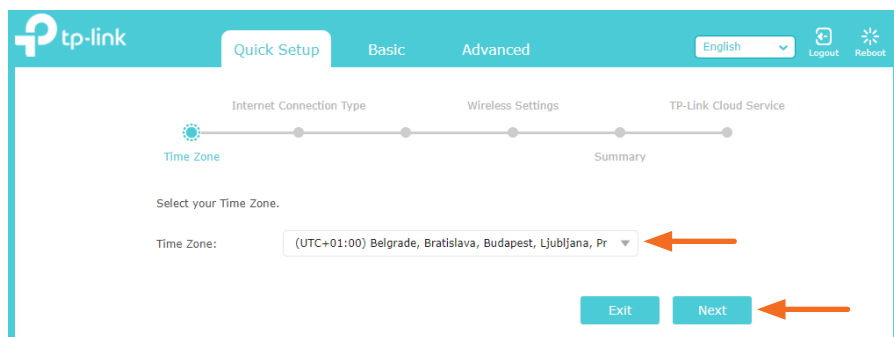 tp-link
Quick Setup
Basic
Advanced
English
Logout
Reboot
Internet Connection Type
Wireless Settings
TP-Link Cloud Service
Time Zone
Summary
Select your Time Zone.
Time Zone:
(UTC+01:00) Belgrade, Bratislava, Budapest, Ljubljana, Pr
Exit
Next